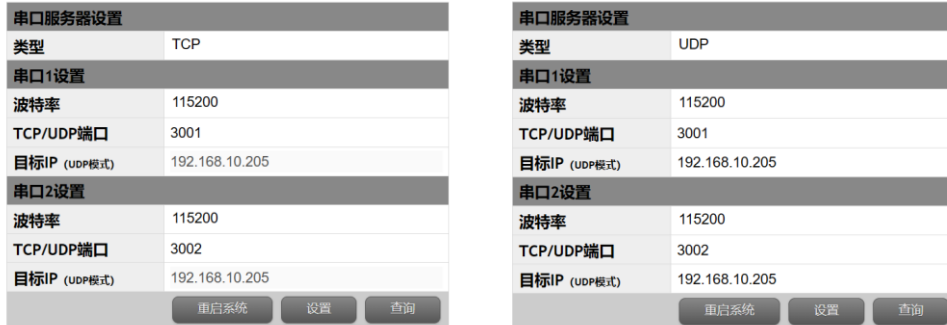 串口服务器设置
类型 TCP
串口1设置
波特率 115200
TCP/UDP端口 3001
目标IP (UDP模式) 192.168.10.205
串口2设置
波特率 115200
TCP/UDP端口 3002
目标IP (UDP模式) 192.168.10.205
重启系统 设置 查询
串口服务器设置
类型 UDP
串口1设置
波特率 115200
TCP/UDP端口 3001
目标IP (UDP模式) 192.168.10.205
串口2设置
波特率 115200
TCP/UDP端口 3002
目标IP (UDP模式) 192.168.10.205
重启系统 设置 查询